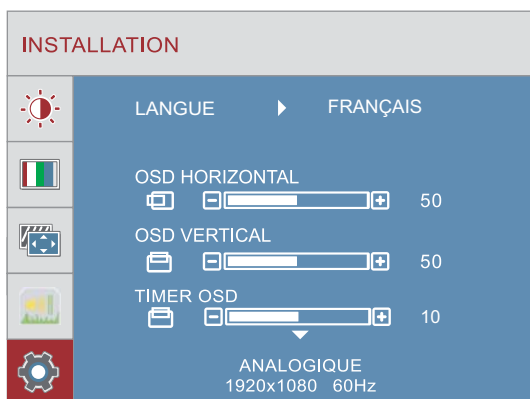 INSTALLATION
LANGUE FRANÇAIS
OSD HORIZONTAL
50
OSD VERTICAL
50
TIMER OSD
10
ANALOGIQUE
1920x1080 60Hz